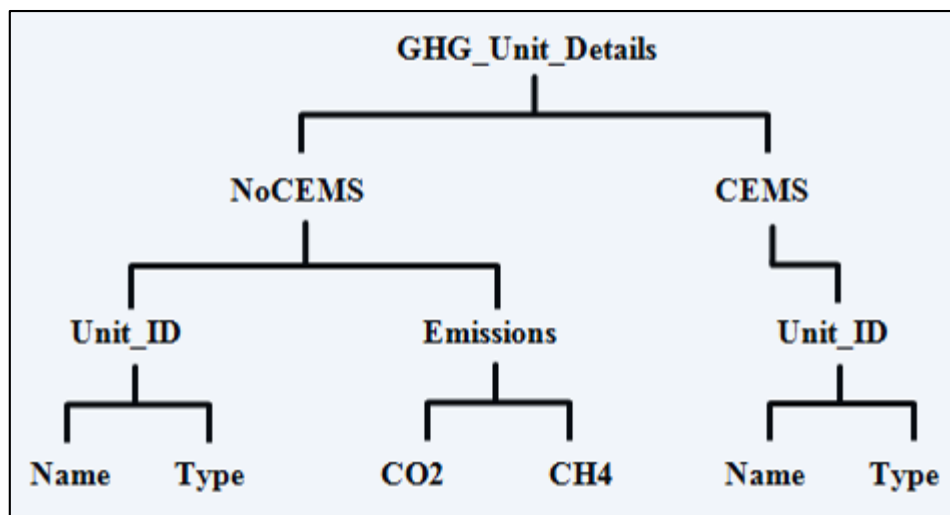 GHG_Unit_Details
NoCEMS CEMS
Unit_ID Emissions Unit_ID
Name Type CO2 CH4 Name Type